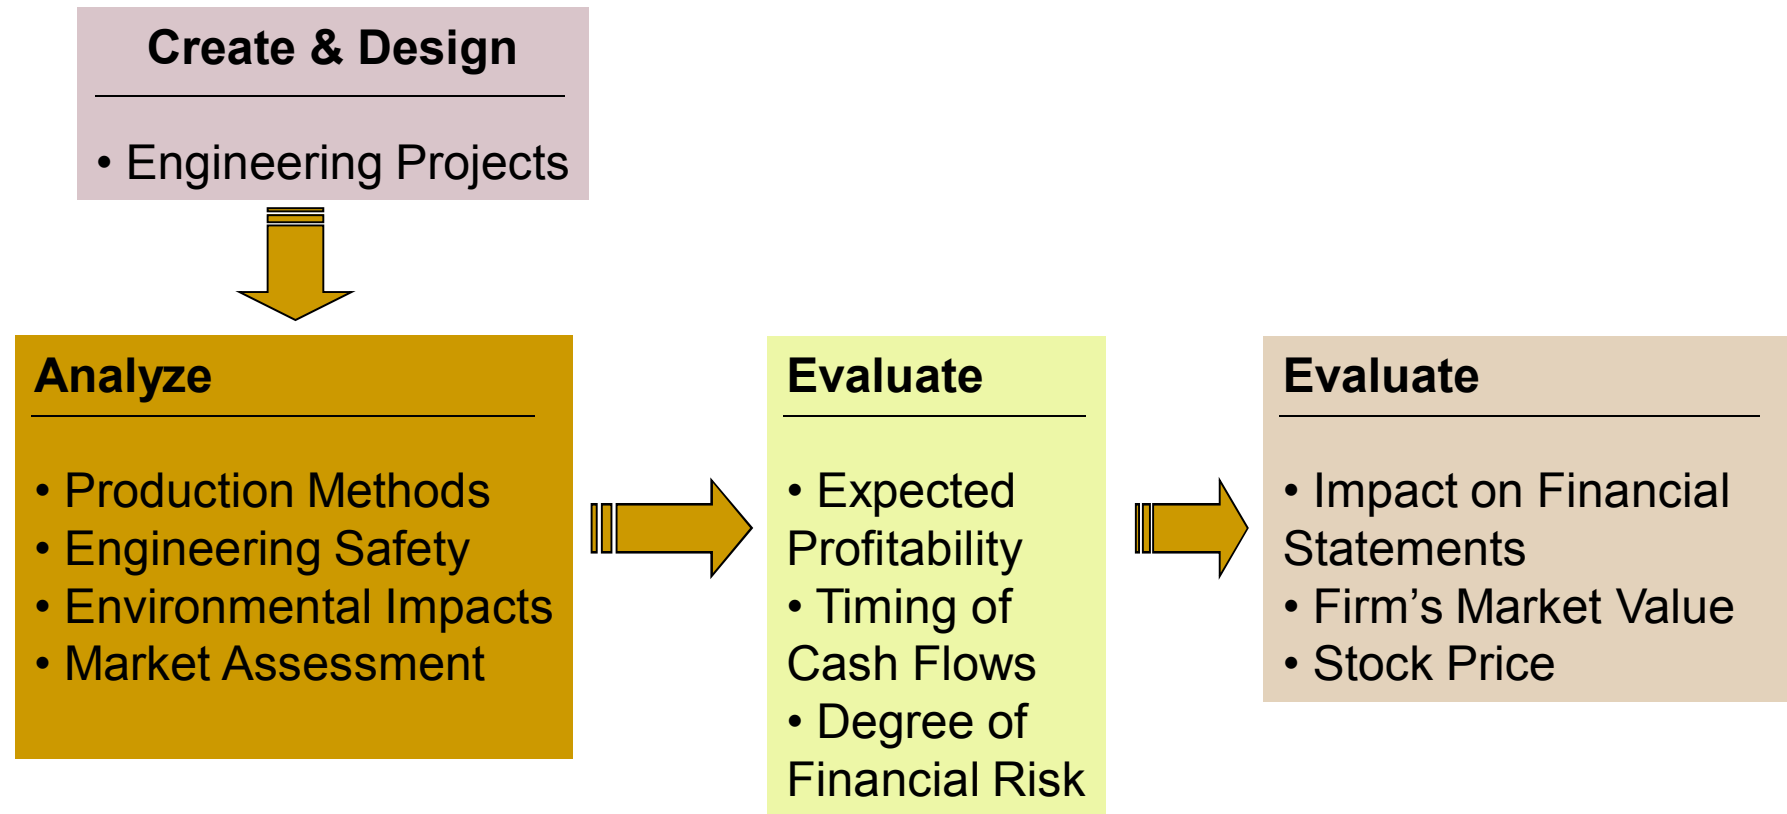 Create & Design
• Engineering Projects
Analyze
• Production Methods
• Engineering Safety
• Environmental Impacts
• Market Assessment
Evaluate
• Expected
Profitability
• Timing of
Cash Flows
• Degree of
Financial Risk
Evaluate
• Impact on Financial
Statements
• Firm’s Market Value
• Stock Price